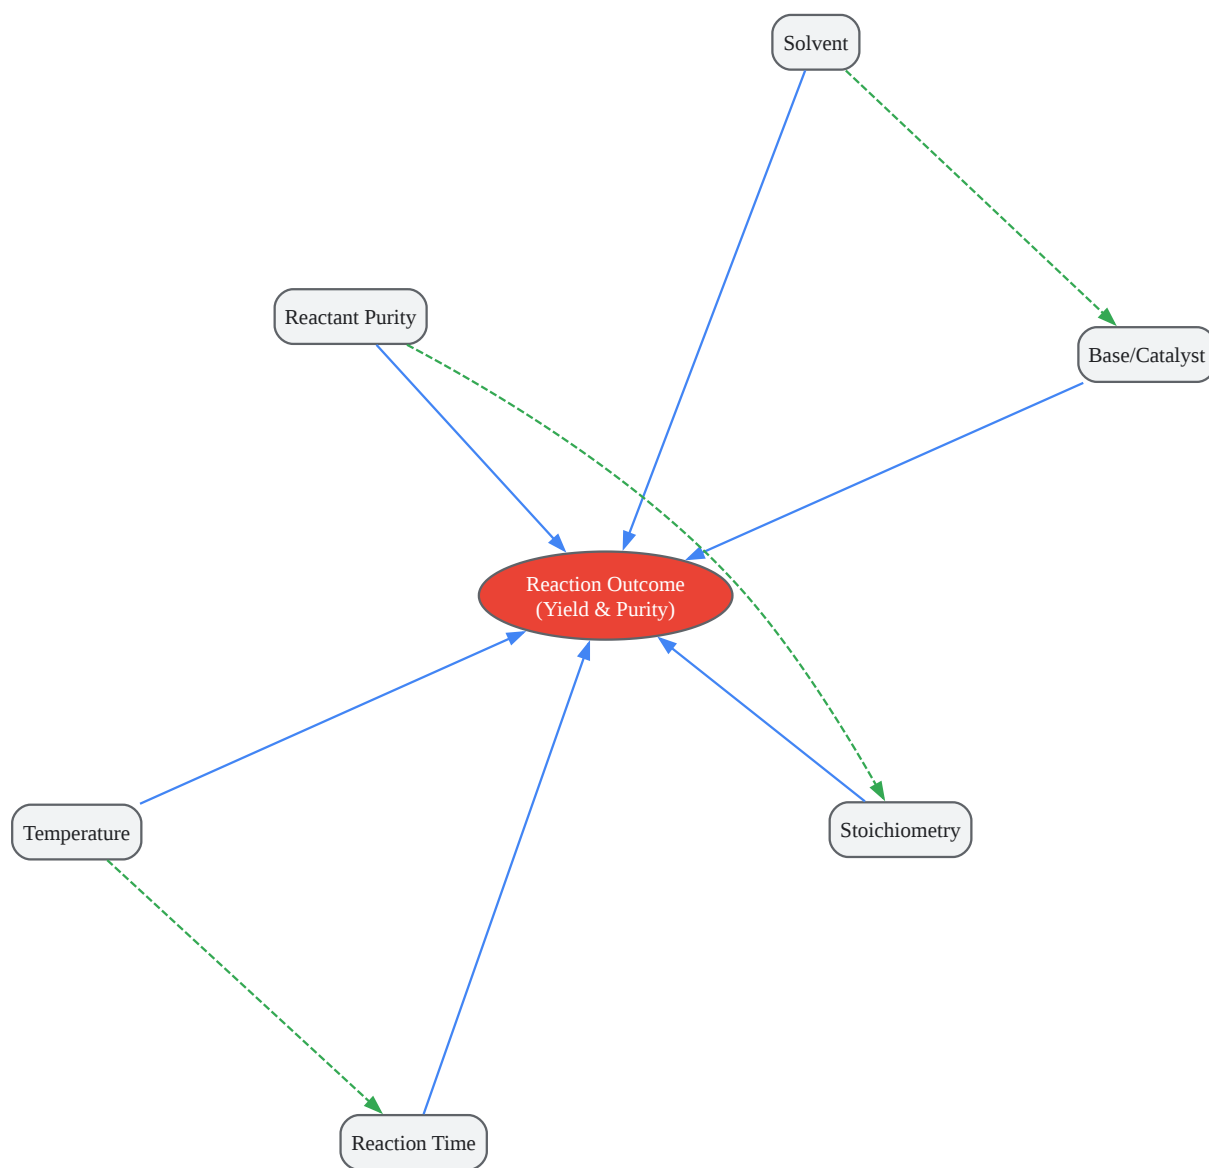 Solvent
Reactant Purity
Base/Catalyst
Reaction Outcome
(Yield & Purity)
Temperature
Stoichiometry
Reaction Time